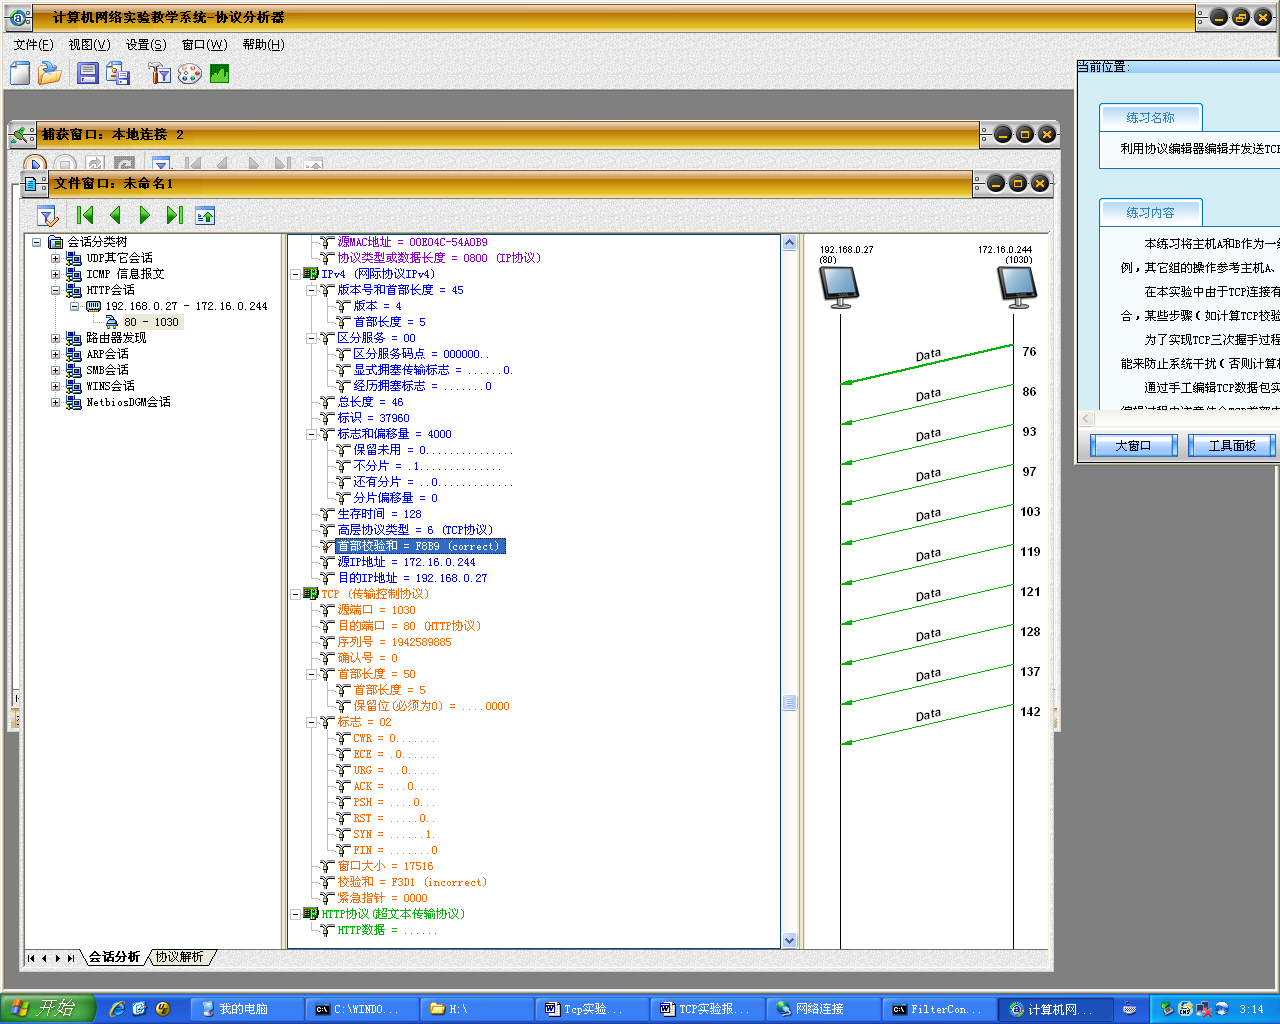 计算机网络实验教学系统-协议分析器
文件(F) 视图(V) 设置(S) 窗口(W) 帮助(H)
当前位置:
练习名称
利用协议编辑器编辑并发送TCP
练习内容
本练习将主机A和B作为一
例，其它组的操作参考主机A、
在本实验中由于TCP连接有
合，某些步骤（如计算TCP校验
为了实现TCP三次握手过程
能来防止系统干扰（否则计算机
通过手工编辑TCP数据包实
大窗口 工具面板
捕获窗口: 本地连接 2
文件窗口: 未命名1
会话分类树
UDP其它会话
ICMP 信息报文
HTTP会话
192.168.0.27 - 172.16.0.244
80 - 1030
路由器发现
ARP会话
SMB会话
WINS会话
NetbiosDGM会话
源MAC地址 = 00E04C-54A0B9
协议类型或数据长度 = 0800 (IP协议)
IPv4 (网际协议IPv4)
版本号和首部长度 = 45
版本 = 4
首部长度 = 5
区分服务 = 00
区分服务码点 = 000000..
显式拥塞传输标志 = ......0.
经历拥塞标志 = .......0
总长度 = 46
标识 = 37960
标志和偏移量 = 4000
保留未用 = 0...............
不分片 = .1..............
还有分片 = ..0.............
分片偏移量 = 0
生存时间 = 128
高层协议类型 = 6 (TCP协议)
首部校验和 = F8B9 (correct)
源IP地址 = 172.16.0.244
目的IP地址 = 192.168.0.27
TCP (传输控制协议)
源端口 = 1030
目的端口 = 80 (HTTP协议)
序列号 = 1942589885
确认号 = 0
首部长度 = 50
首部长度 = 5
保留位(必须为0) = ....0000
标志 = 02
CWR = 0.......
ECE = .0......
URG = ..0.....
ACK = ...0....
PSH = ....0...
RST = .....0..
SYN = ......1.
FIN = .......0
窗口大小 = 17516
校验和 = F3D1 (incorrect)
紧急指针 = 0000
HTTP协议(超文本传输协议)
HTTP数据 = ......
192.168.0.27 172.16.0.244
(80) (1030)
Data 76
Data 86
Data 93
Data 97
Data 103
Data 119
Data 121
Data 128
Data 137
Data 142
会话分析 协议解析
开始 我的电脑 C:\WINDO... H:\ Tcp实验... TCP实验报... 网络连接 FilterCon... 计算机网... 3:14